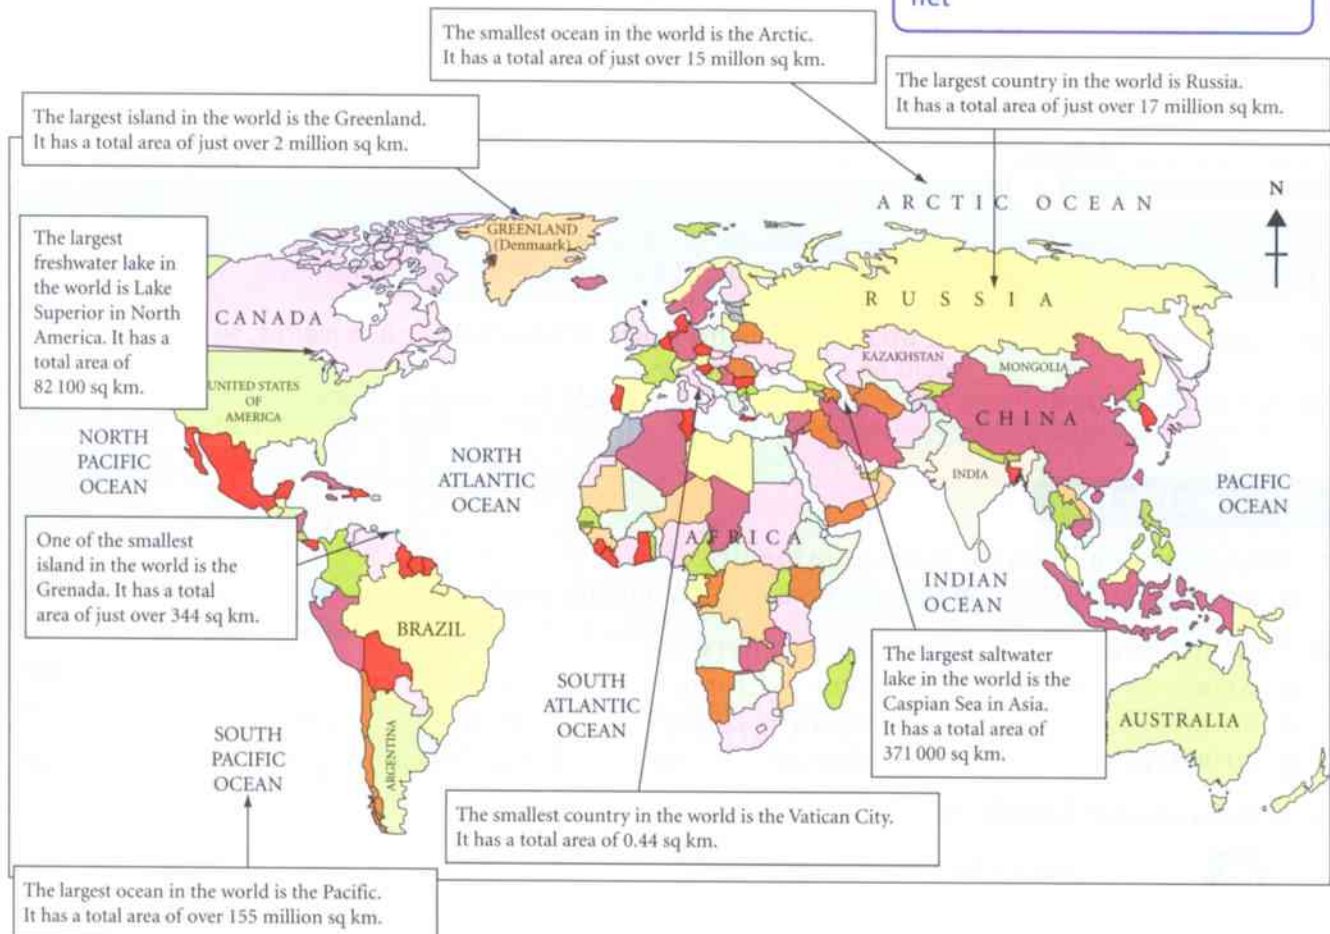 net
The smallest ocean in the world is the Arctic.
It has a total area of just over 15 millon sq km.
The largest country in the world is Russia.
It has a total area of just over 17 million sq km.
The largest island in the world is the Greenland.
It has a total area of just over 2 million sq km.
ARCTIC OCEAN
N
The largest
freshwater lake in
the world is Lake
Superior in North
America. It has a
total area of
82 100 sq km.
GREENLAND
(Denmaark)
CANADA
RUSSIA
KAZAKHSTAN
MONGOLIA
UNITED STATES
OF
AMERICA
CHINA
NORTH
PACIFIC
OCEAN
NORTH
ATLANTIC
OCEAN
INDIA
PACIFIC
OCEAN
One of the smallest
island in the world is the
Grenada. It has a total
area of just over 344 sq km.
AFRICA
INDIAN
OCEAN
BRAZIL
SOUTH
ATLANTIC
OCEAN
The largest saltwater
lake in the world is the
Caspian Sea in Asia.
It has a total area of
371 000 sq km.
AUSTRALIA
SOUTH
PACIFIC
OCEAN
ARGENTINA
The smallest country in the world is the Vatican City.
It has a total area of 0.44 sq km.
The largest ocean in the world is the Pacific.
It has a total area of over 155 million sq km.